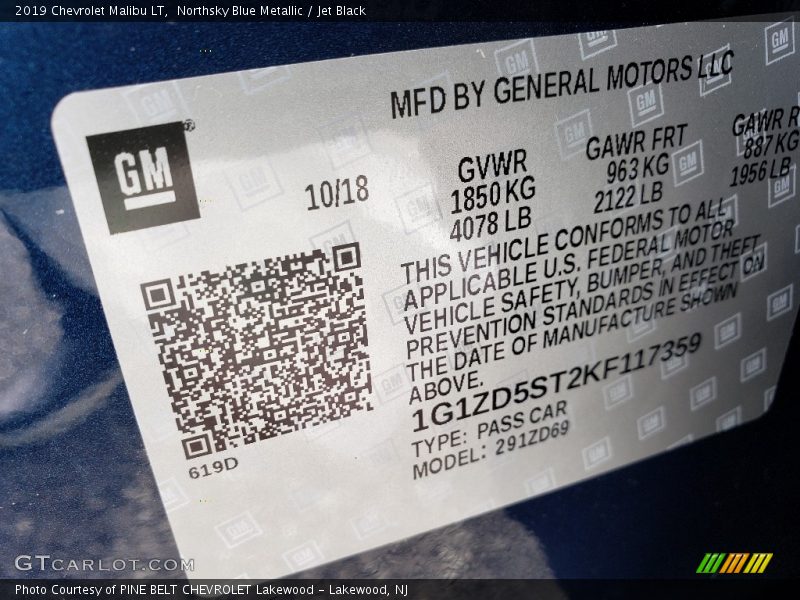 2019 Chevrolet Malibu LT, Northsky Blue Metallic / Jet Black
MFD BY GENERAL MOTORS LLC
GM
10/18
GVWR
1850 KG
4078 LB
GAWR FRT
963 KG
2122 LB
GAWR R
887 KG
1956 LB
THIS VEHICLE CONFORMS TO ALL
APPLICABLE U.S. FEDERAL MOTOR
VEHICLE SAFETY, BUMPER, AND THEFT
PREVENTION STANDARDS IN EFFECT ON
THE DATE OF MANUFACTURE SHOWN
ABOVE.
1G1ZD5ST2KF117359
TYPE: PASS CAR
MODEL: 291ZD69
619D
GTCARLOT.COM
Photo Courtesy of PINE BELT CHEVROLET Lakewood - Lakewood, NJ